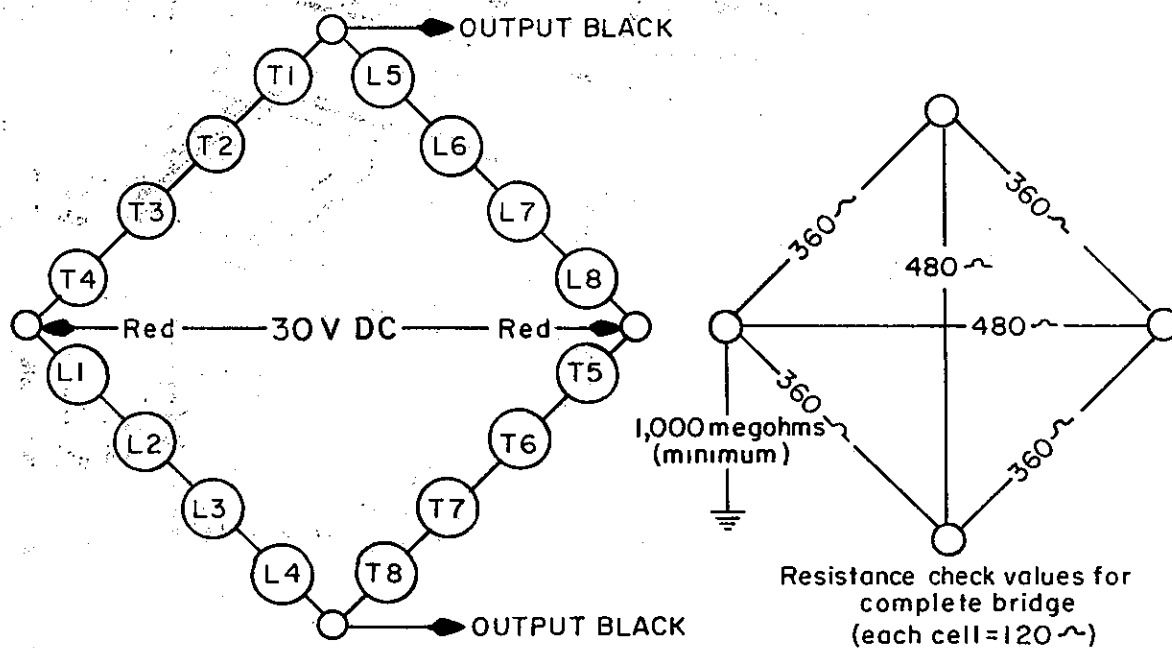 OUTPUT BLACK
T1
L5
T2
L6
T3
L7
T4
L8
Red
30 V DC
Red
L1
T5
L2
T6
L3
T7
L4
T8
OUTPUT BLACK
360~
360~
480~
480~
360~
360~
1,000 megohms
(minimum)
Resistance check values for
complete bridge
(each cell=120~)